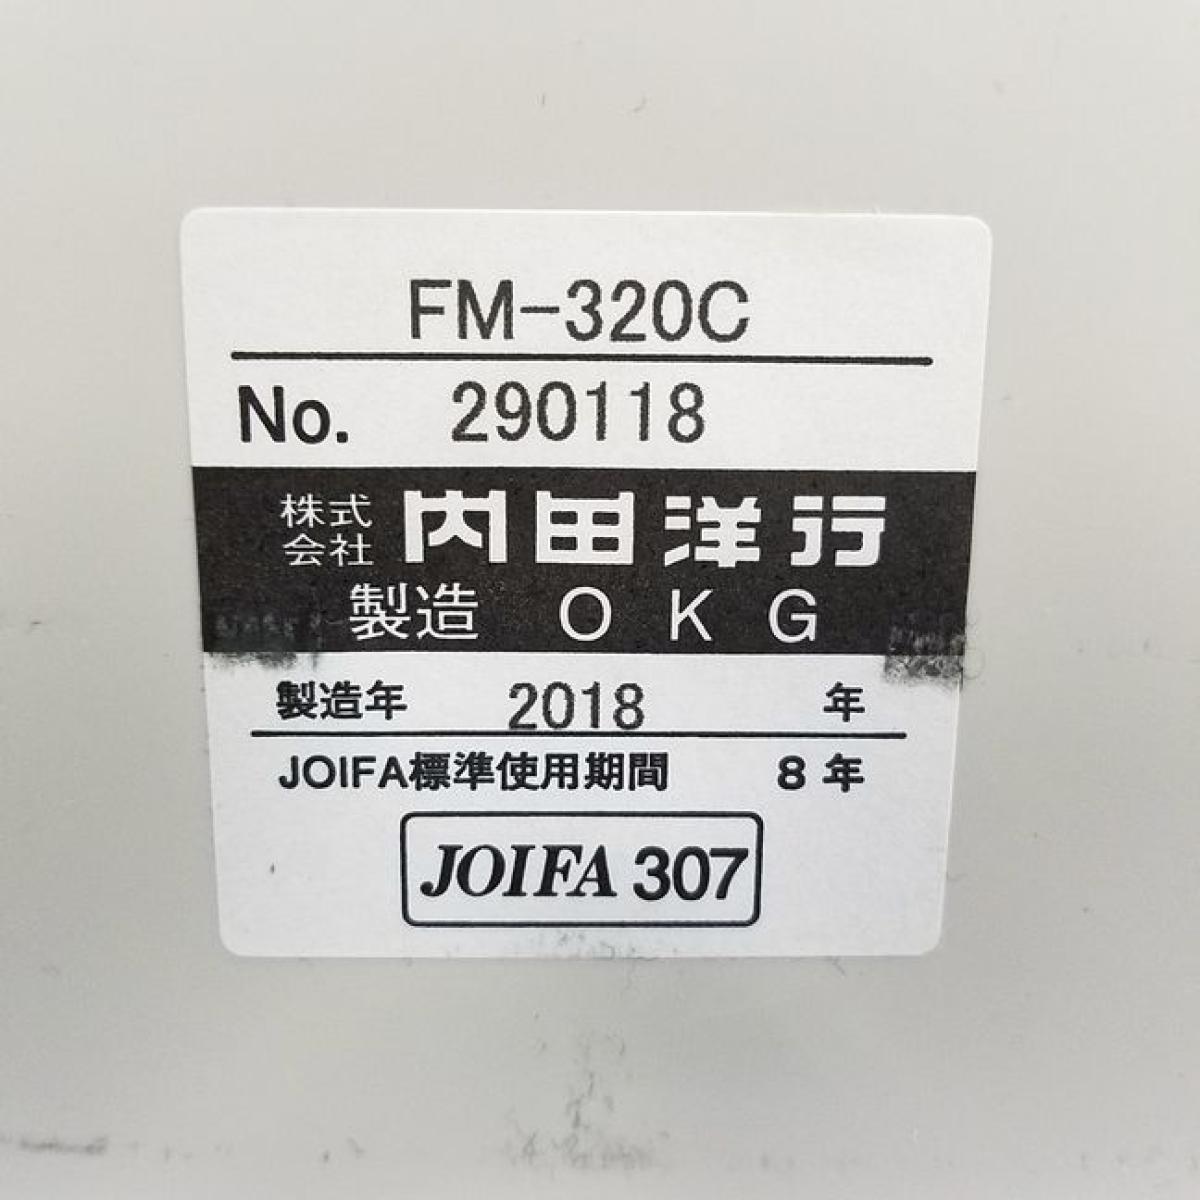 FM-320C
No. 290118
株式会社 内田洋行
製造 OKG
製造年 2018 年
JOIFA標準使用期間 8年
JOIFA 307